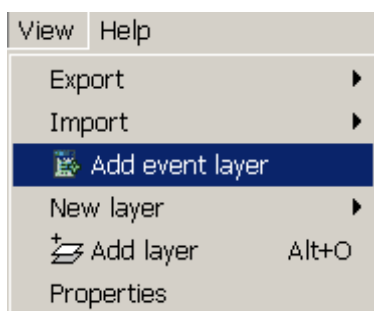 View Help
Export
Import
Add event layer
New layer
Add layer Alt+O
Properties